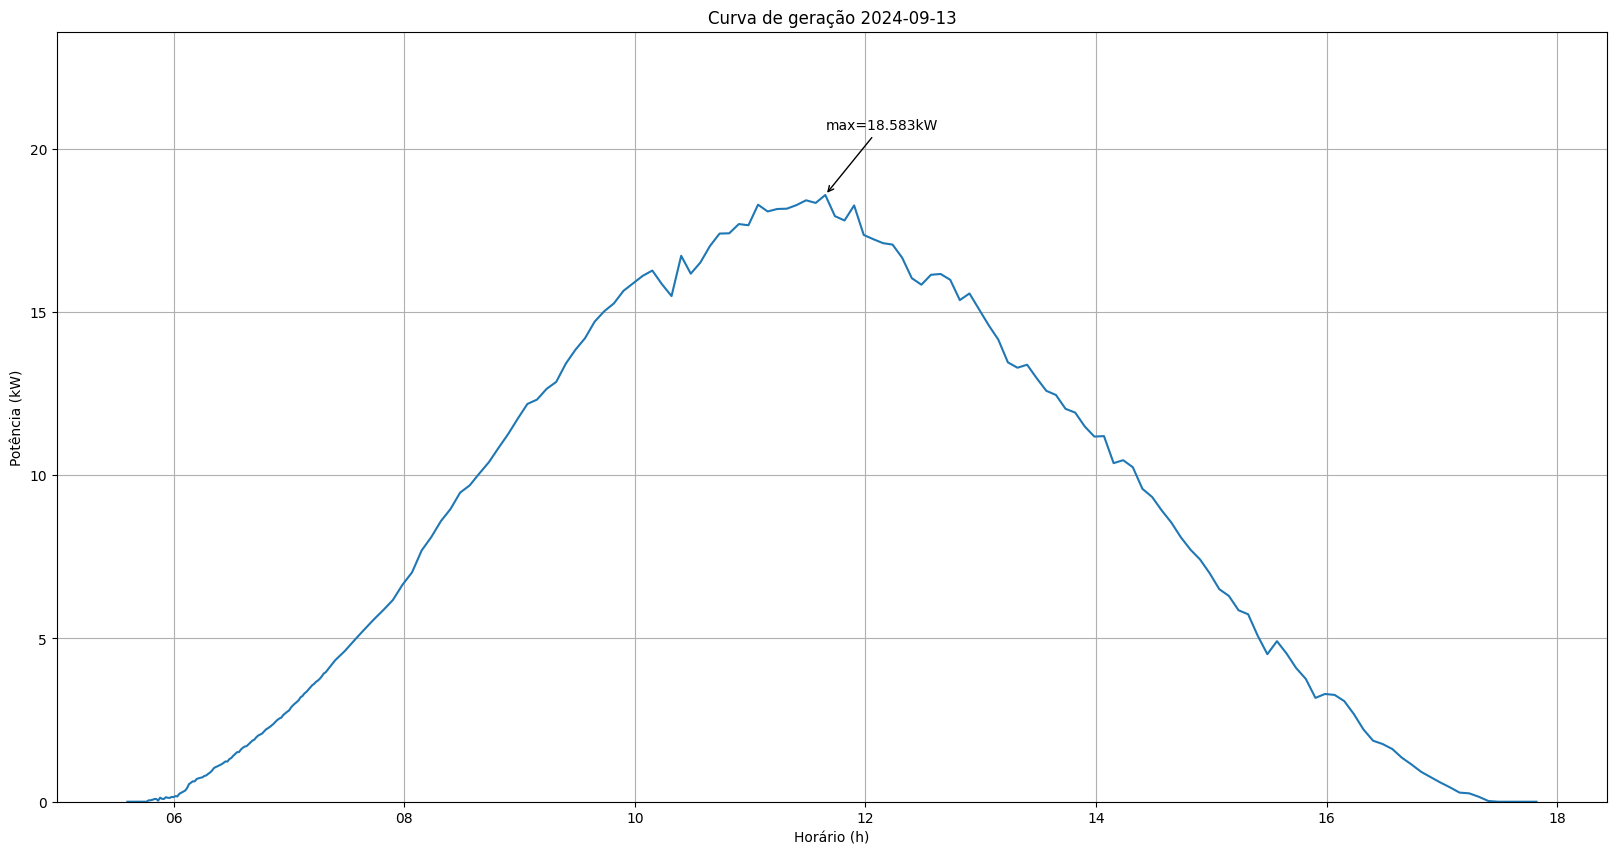 Curva de geração 2024-09-13
max=18.583kW
20
15
10
5
0
Potência (kW)
06 08 10 12 14 16 18
Horário (h)